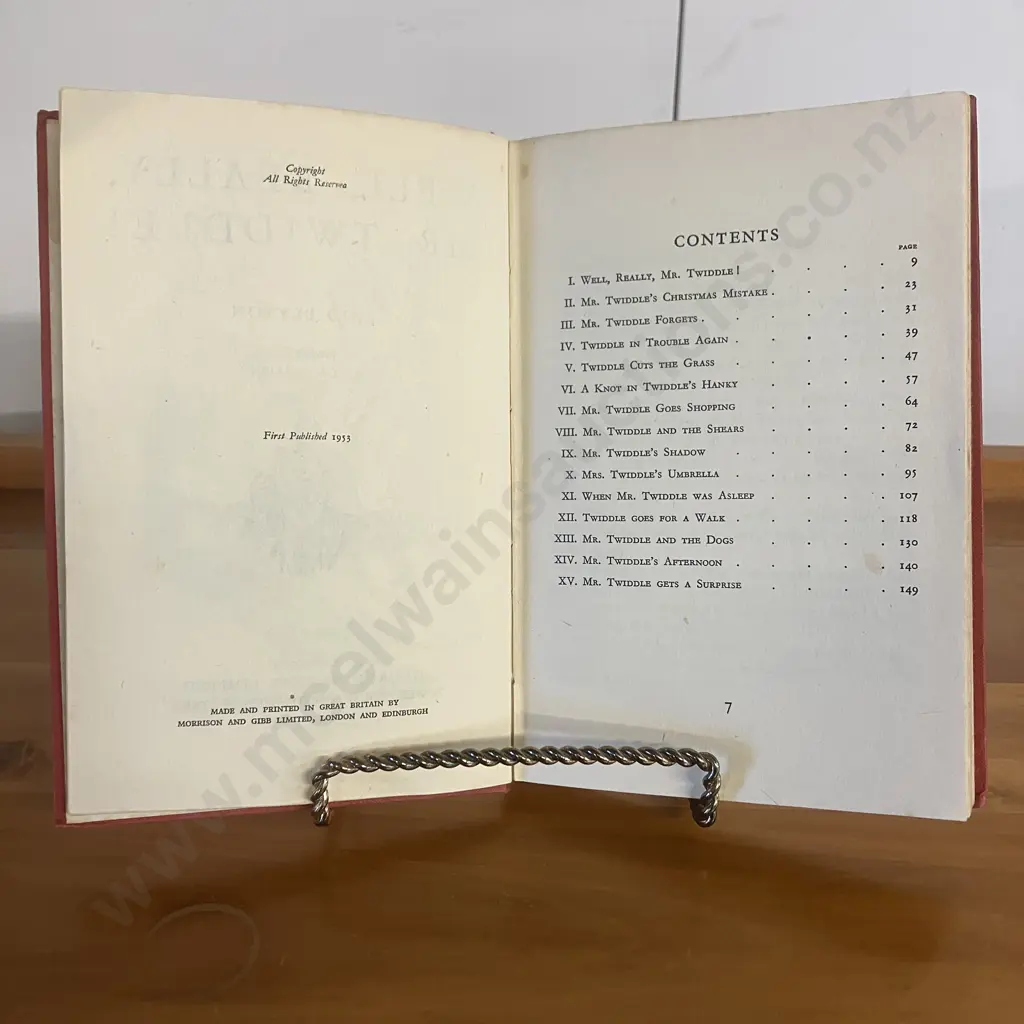 Copyright
All Rights Reserved
First Published 1953
MADE AND PRINTED IN GREAT BRITAIN BY
MORRISON AND GIBB LIMITED, LONDON AND EDINBURGH
CONTENTS
PAGE
I. WELL, REALLY, MR. TWIDDLE! . . . . 9
II. MR. TWIDDLE'S CHRISTMAS MISTAKE . . . . 23
III. MR. TWIDDLE FORGETS . . . . . 31
IV. TWIDDLE IN TROUBLE AGAIN . . . . . 39
V. TWIDDLE CUTS THE GRASS . . . . . 47
VI. A KNOT IN TWIDDLE'S HANKY . . . . 57
VII. MR. TWIDDLE GOES SHOPPING . . . . 64
VIII. MR. TWIDDLE AND THE SHEARS . . . . 72
IX. MR. TWIDDLE'S SHADOW . . . . . 82
X. MRS. TWIDDLE'S UMBRELLA . . . . . 95
XI. WHEN MR. TWIDDLE WAS ASLEEP . . . . 107
XII. TWIDDLE GOES FOR A WALK . . . . . 118
XIII. MR. TWIDDLE AND THE DOGS . . . . 130
XIV. MR. TWIDDLE'S AFTERNOON . . . . . 140
XV. MR. TWIDDLE GETS A SURPRISE . . . . 149
7
www.mcelwainsauctions.co.nz